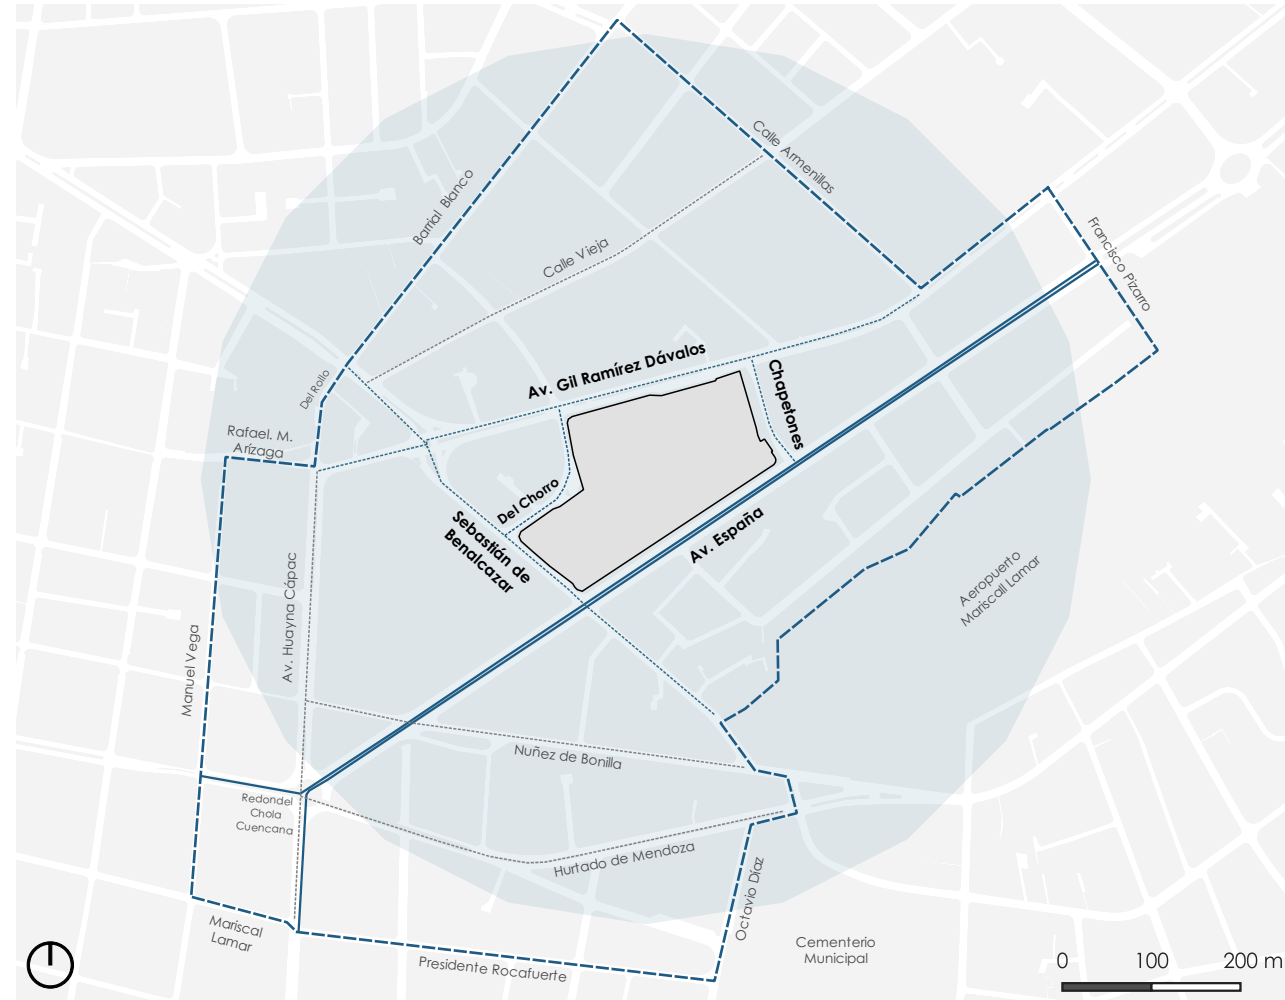 Calle Armenillas
Barrial Blanco
Francisco Pizarro
Calle Vieja
Av. Gil Ramírez Dávalos
Chapetones
Del Rollo
Rafael. M.
Arízaga
Del Chorro
Sebastián de
Benalcazar
Av. España
Aeropuerto
Mariscall Lamar
Av. Huayna Cápac
Manuel Vega
Nuñez de Bonilla
Redondel
Chola
Cuencana
Hurtado de Mendoza
Octavio Díaz
Mariscal
Lamar
Cementerio
Municipal
Presidente Rocafuerte
0 100 200 m